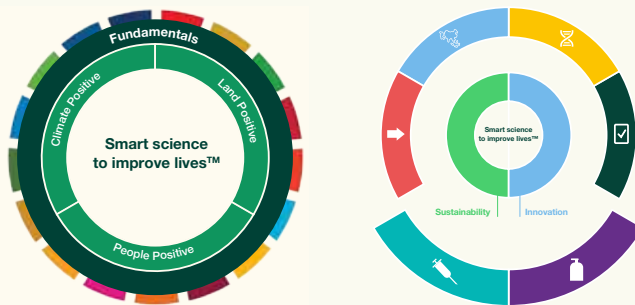 Fundamentals
Climate Positive
Land Positive
Smart science
to improve lives™
People Positive
Smart science
to improve lives™
Sustainability
Innovation